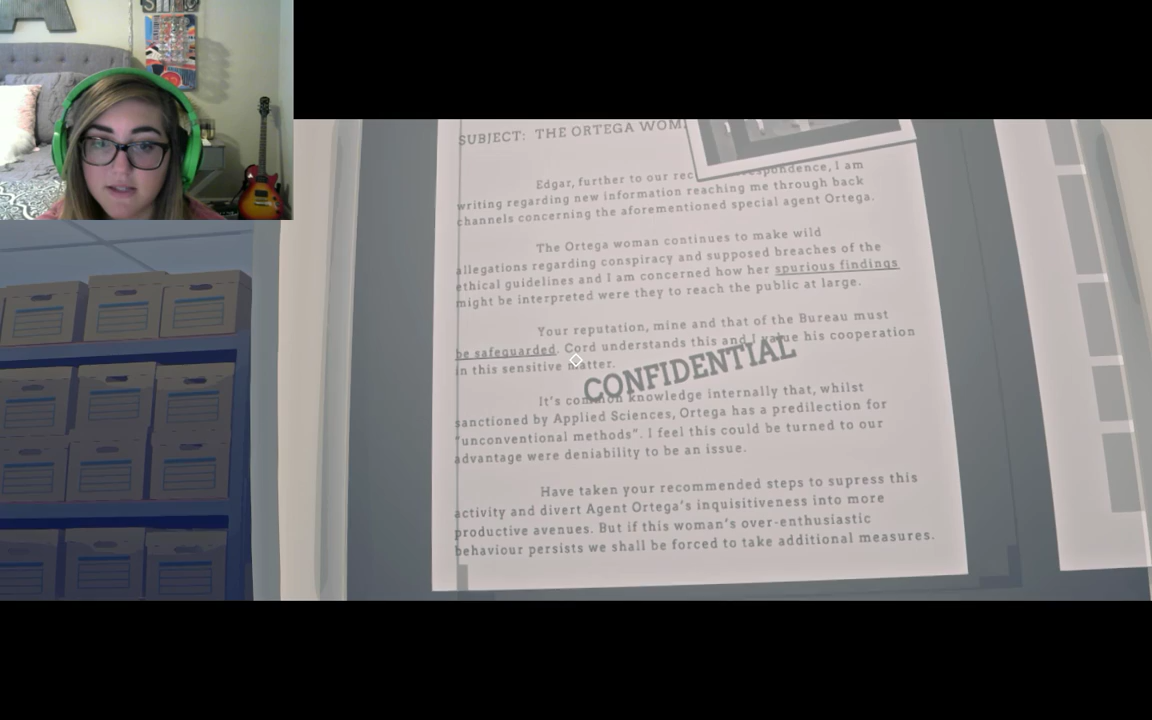 SUBJECT: THE ORTEGA WOM
Edgar, further to our rec spondence, I am
writing regarding new information reaching me through back
channels concerning the aforementioned special agent Ortega.
The Ortega woman continues to make wild
allegations regarding conspiracy and supposed breaches of the
ethical guidelines and I am concerned how her spurious findings
might be interpreted were they to reach the public at large.
Your reputation, mine and that of the Bureau must
be safeguarded. Cord understands this and I value his cooperation
in this sensitive matter.
CONFIDENTIAL
It's common knowledge internally that, whilst
sanctioned by Applied Sciences, Ortega has a predilection for
"unconventional methods". I feel this could be turned to our
advantage were deniability to be an issue.
Have taken your recommended steps to supress this
activity and divert Agent Ortega's inquisitiveness into more
productive avenues. But if this woman's over-enthusiastic
behaviour persists we shall be forced to take additional measures.